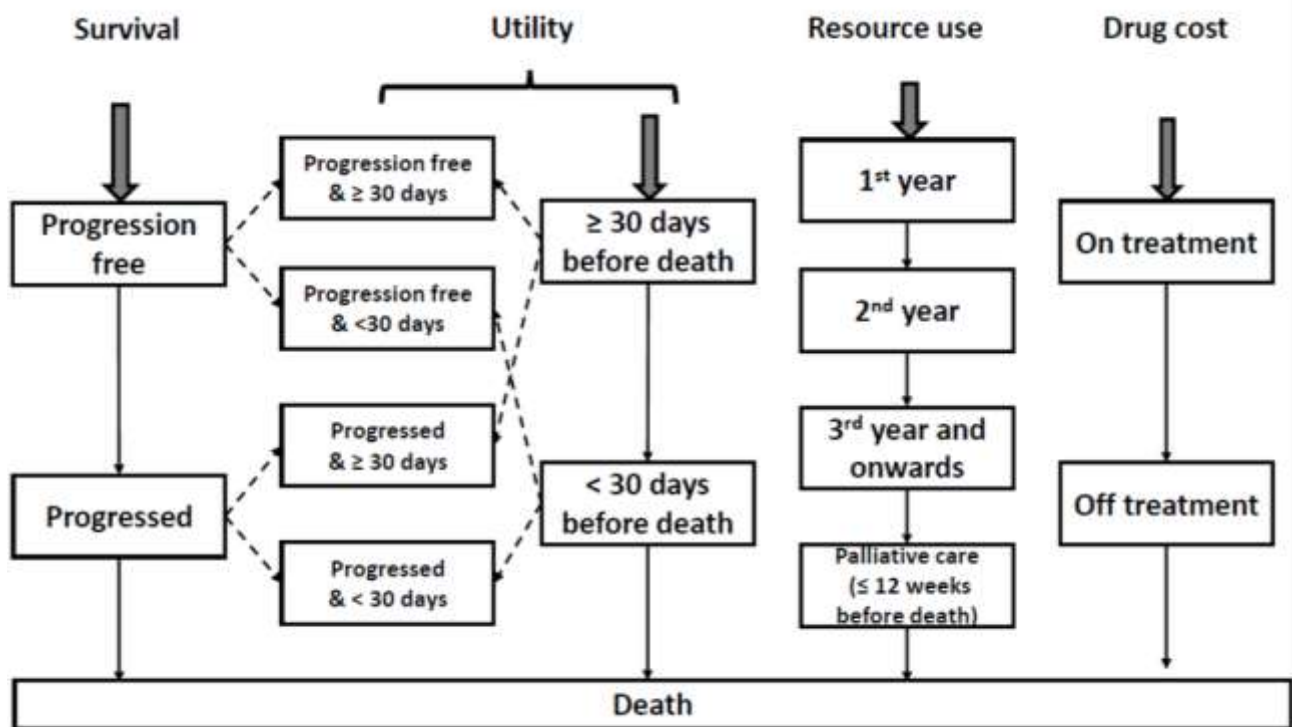 Survival
Utility
Resource use
Drug cost
Progression
free
Progressed
Progression free
& ≥ 30 days
Progression free
& <30 days
Progressed
& ≥ 30 days
Progressed
& < 30 days
≥ 30 days
before death
< 30 days
before death
1st year
2nd year
3rd year and
onwards
Palliative care
(≤ 12 weeks
before death)
On treatment
Off treatment
Death